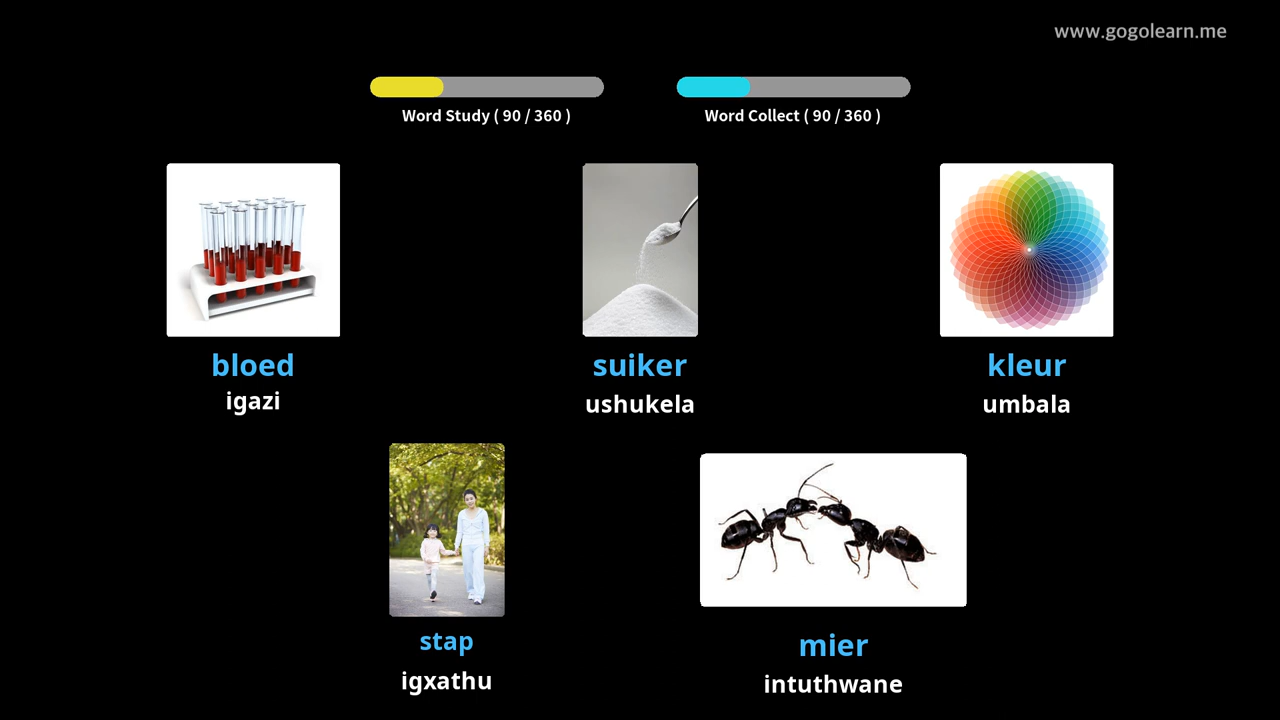 www.gogolearn.me
Word Study ( 90 / 360 )
Word Collect ( 90 / 360 )
bloed
igazi
suiker
ushukela
kleur
umbala
stap
igxathu
mier
intuthwane